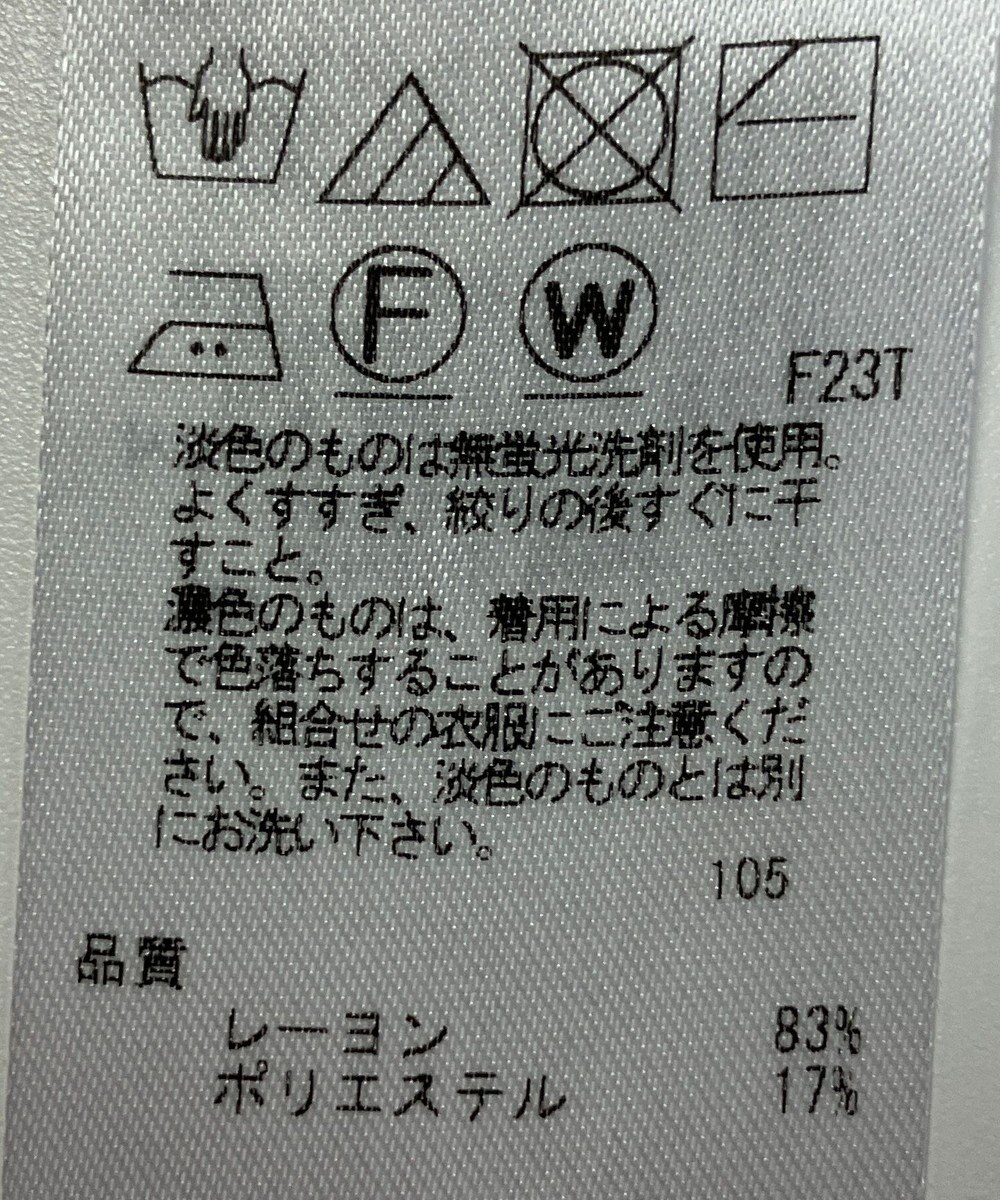 F
W
F23T
淡色のものは無蛍光洗剤を使用。
よくすすぎ、絞りの後すぐに干
すこと。
濃色のものは、着用による摩擦
で色落ちすることがありますの
で、組合せの衣服にご注意くだ
さい。また、淡色のものとは別
にお洗い下さい。
105
品質
レーヨン 83%
ポリエステル 17%